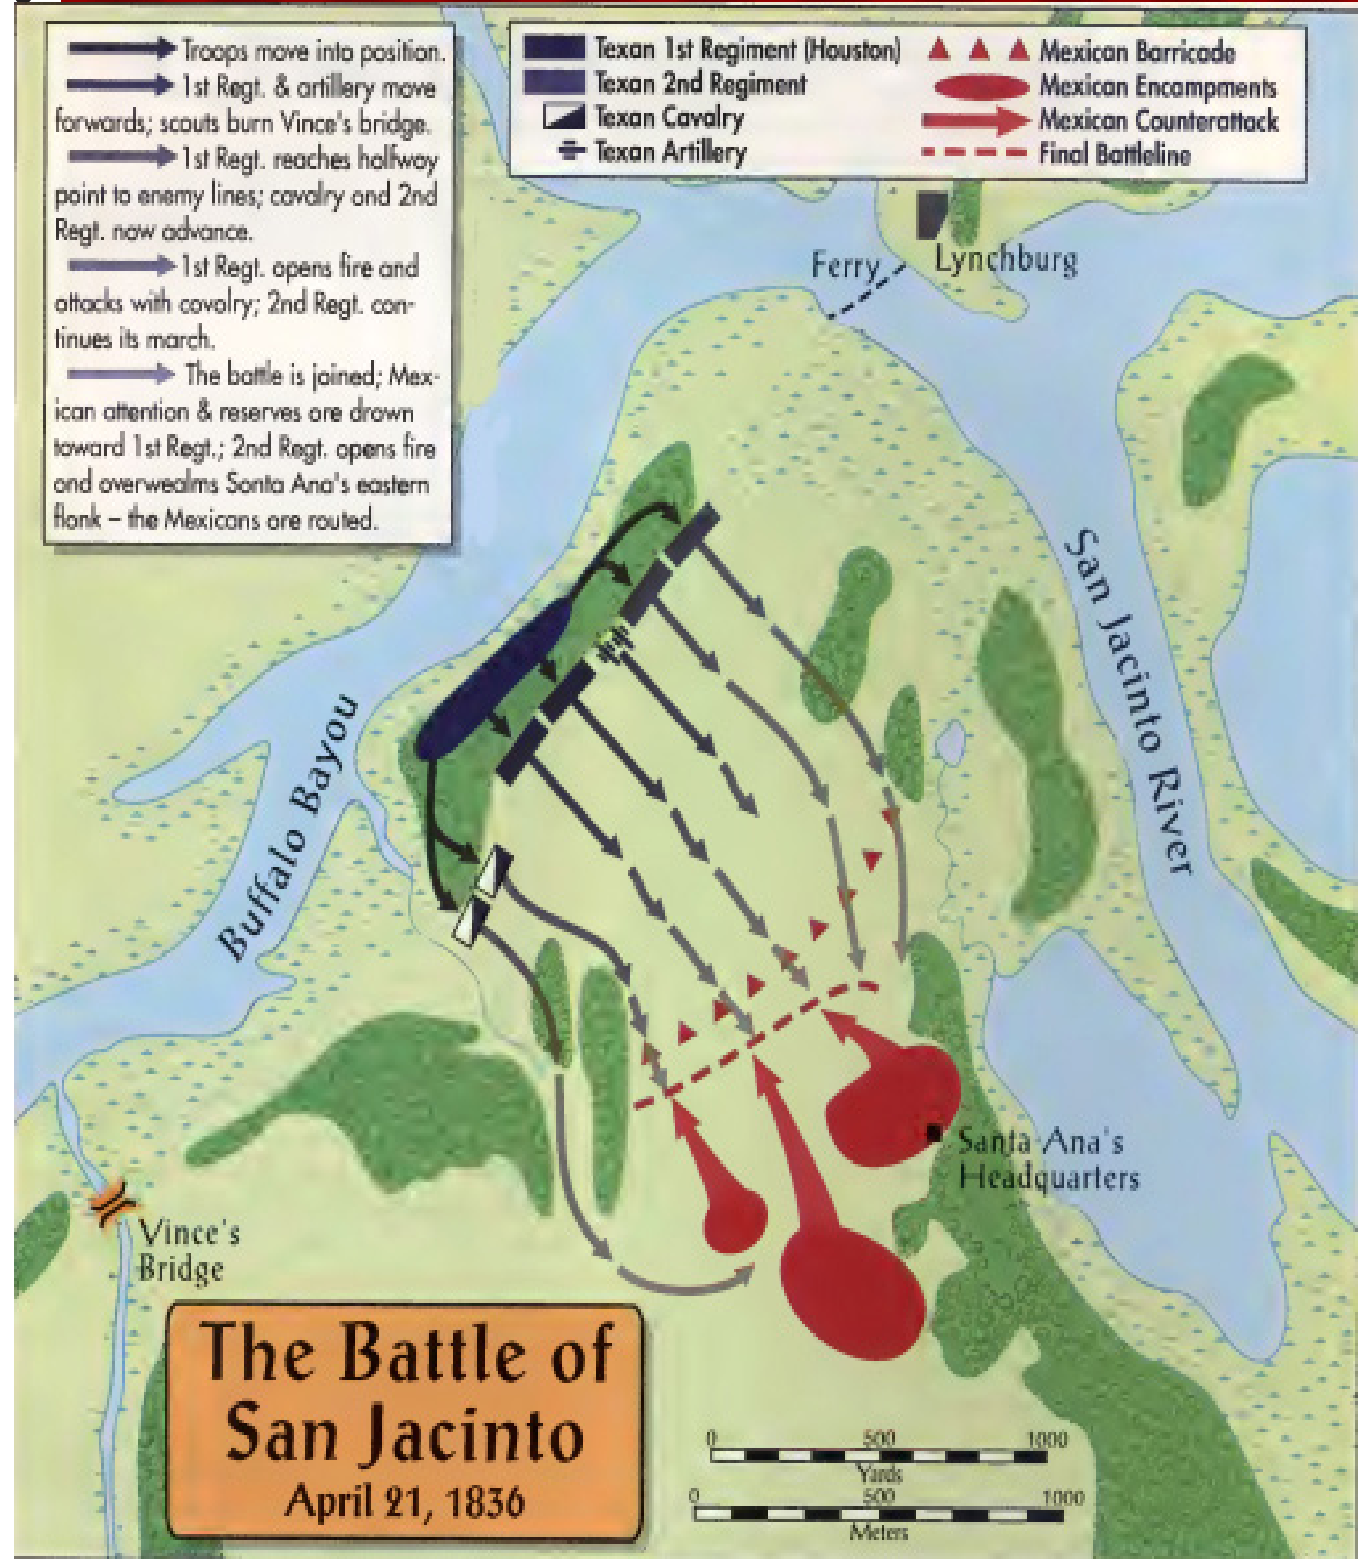 Troops move into position.
1st Regt. & artillery move
forwards; scouts burn Vince's bridge.
1st Regt. reaches halfway
point to enemy lines; cavalry and 2nd
Regt. now advance.
1st Regt. opens fire and
attacks with cavalry; 2nd Regt. con-
tinues its march.
The battle is joined; Mex-
ican attention & reserves are drawn
toward 1st Regt.; 2nd Regt. opens fire
and overwealms Santa Ana's eastern
flank – the Mexicans are routed.
Texan 1st Regiment (Houston)
Texan 2nd Regiment
Texan Cavalry
Texan Artillery
Mexican Barricade
Mexican Encampments
Mexican Counterattack
Final Battleline
Ferry
Lynchburg
San Jacinto River
Buffalo Bayou
Santa Ana's
Headquarters
Vince's
Bridge
The Battle of
San Jacinto
April 21, 1836
0 500 1000
Yards
0 500 1000
Meters